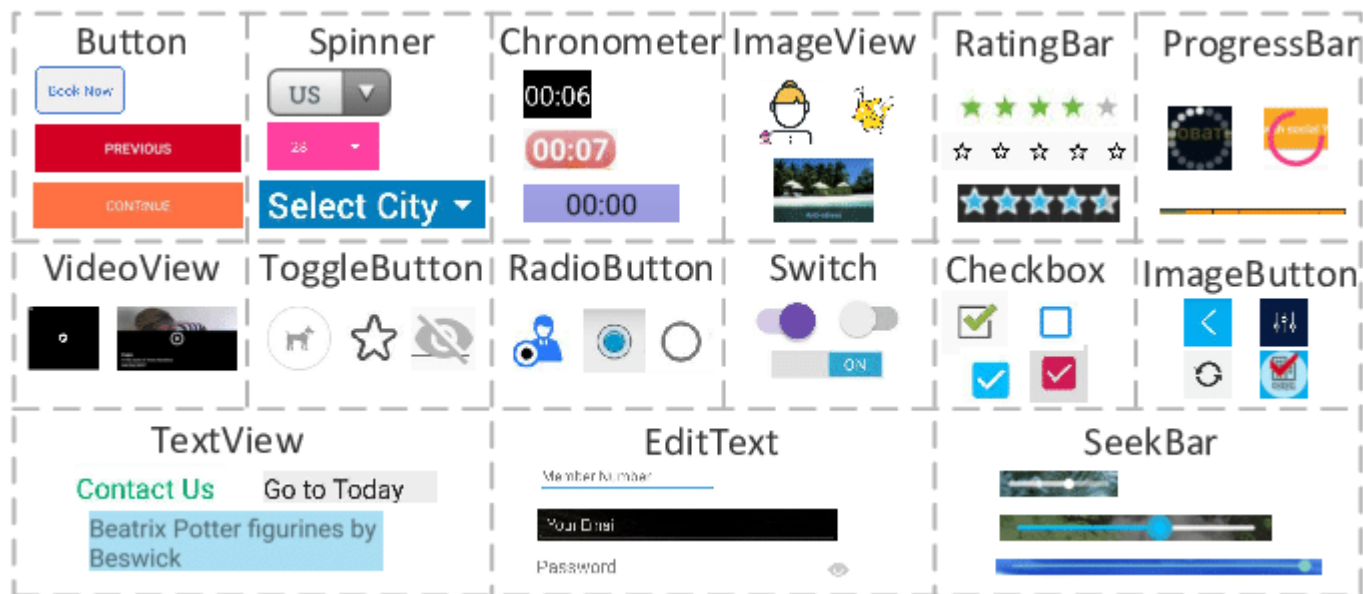 Button
Book Now
PREVIOUS
CONTINUE
Spinner
US
28
Select City
Chronometer
00:06
00:07
00:00
ImageView
RatingBar
ProgressBar
VideoView
ToggleButton
RadioButton
Switch
ON
Checkbox
ImageButton
TextView
Contact Us
Go to Today
Beatrix Potter figurines by
Beswick
EditText
Member Number
Your Email
Password
SeekBar